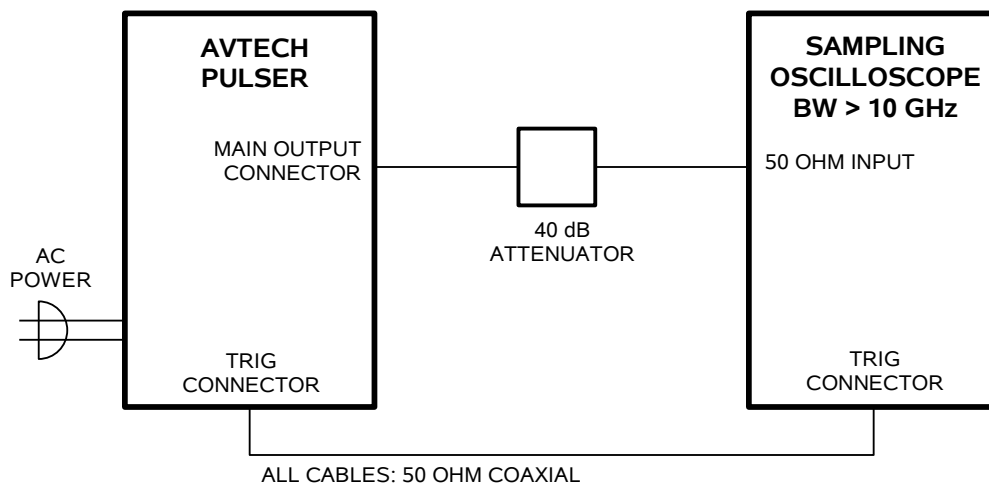 AVTECH
PULSER
SAMPLING
OSCILLOSCOPE
BW > 10 GHz
MAIN OUTPUT
CONNECTOR
50 OHM INPUT
40 dB
ATTENUATOR
AC
POWER
TRIG
CONNECTOR
TRIG
CONNECTOR
ALL CABLES: 50 OHM COAXIAL